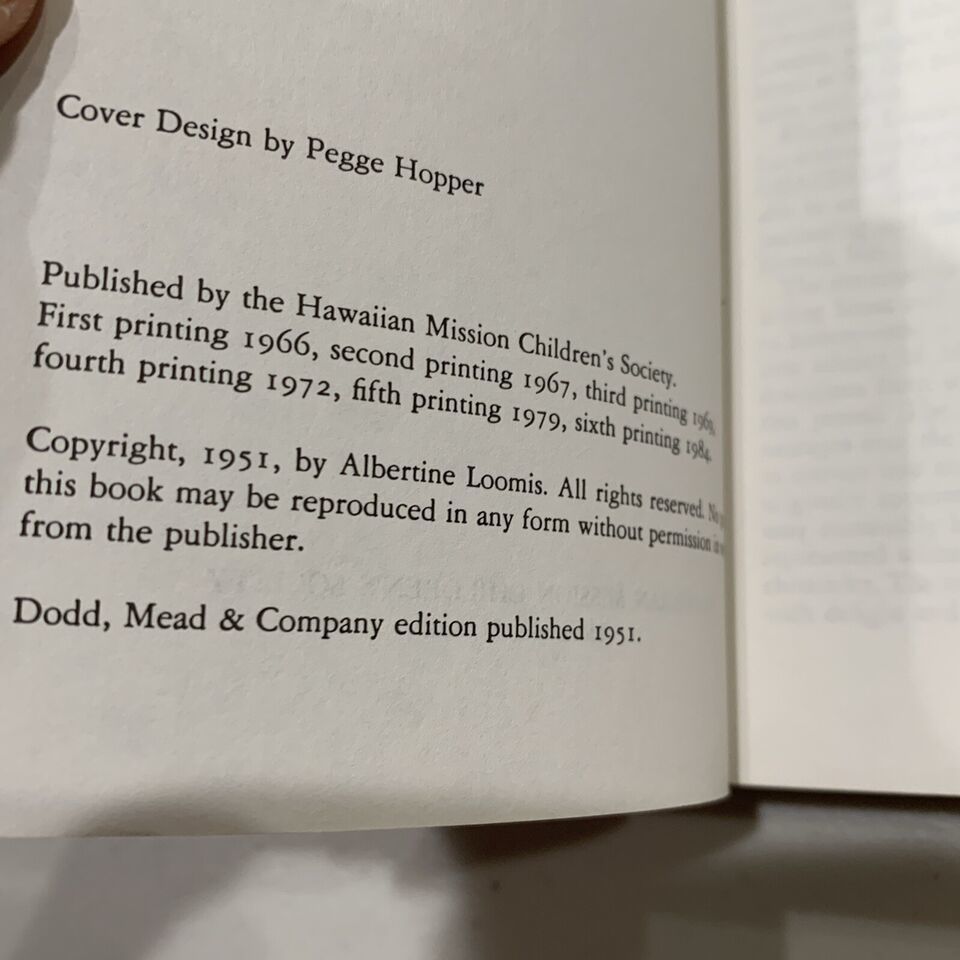 Cover Design by Pegge Hopper
Published by the Hawaiian Mission Children's Society.
First printing 1966, second printing 1967, third printing
fourth printing 1972, fifth printing 1979, sixth printing 1984.
Copyright, 1951, by Albertine Loomis. All rights reserved. No
this book may be reproduced in any form without permission
from the publisher.
Dodd, Mead & Company edition published 1951.